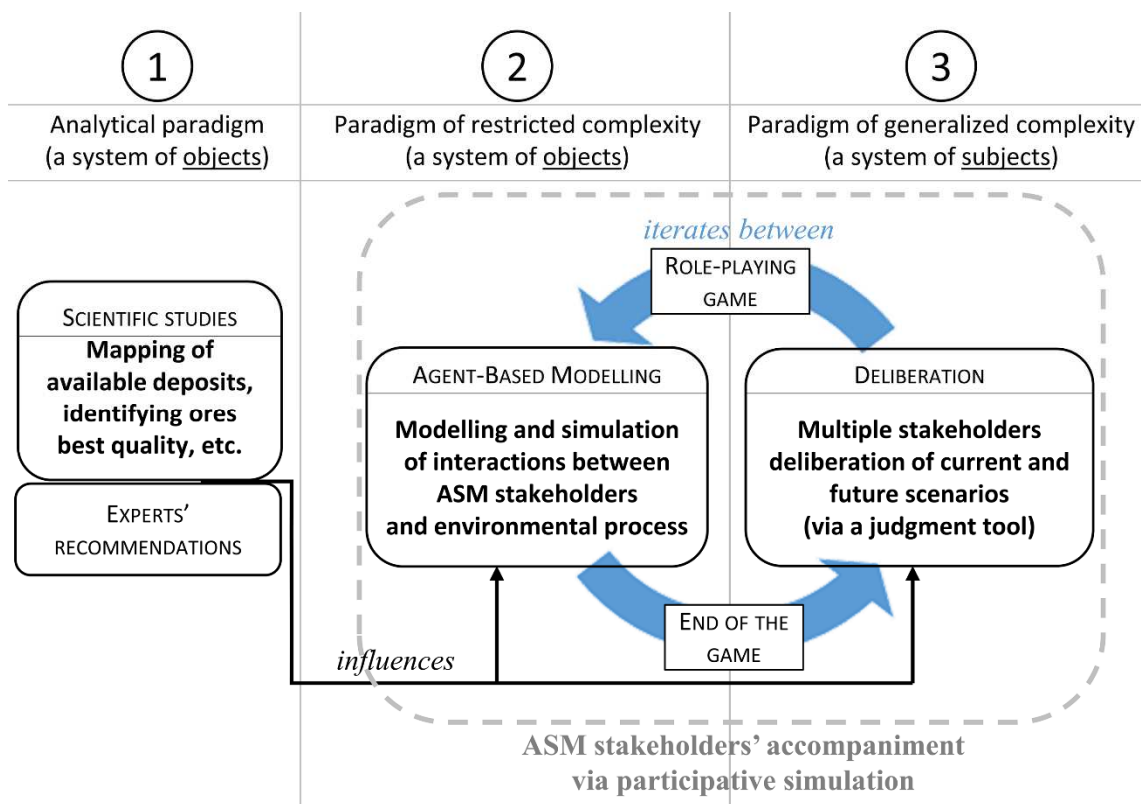 1
2
3
Analytical paradigm
(a system of objects)
Paradigm of restricted complexity
(a system of objects)
Paradigm of generalized complexity
(a system of subjects)
iterates between
ROLE-PLAYING
GAME
SCIENTIFIC STUDIES
Mapping of
available deposits,
identifying ores
best quality, etc.
EXPERTS'
RECOMMENDATIONS
AGENT-BASED MODELLING
Modelling and simulation
of interactions between
ASM stakeholders
and environmental process
DELIBERATION
Multiple stakeholders
deliberation of current and
future scenarios
(via a judgment tool)
END OF THE
GAME
influences
ASM stakeholders' accompaniment
via participative simulation